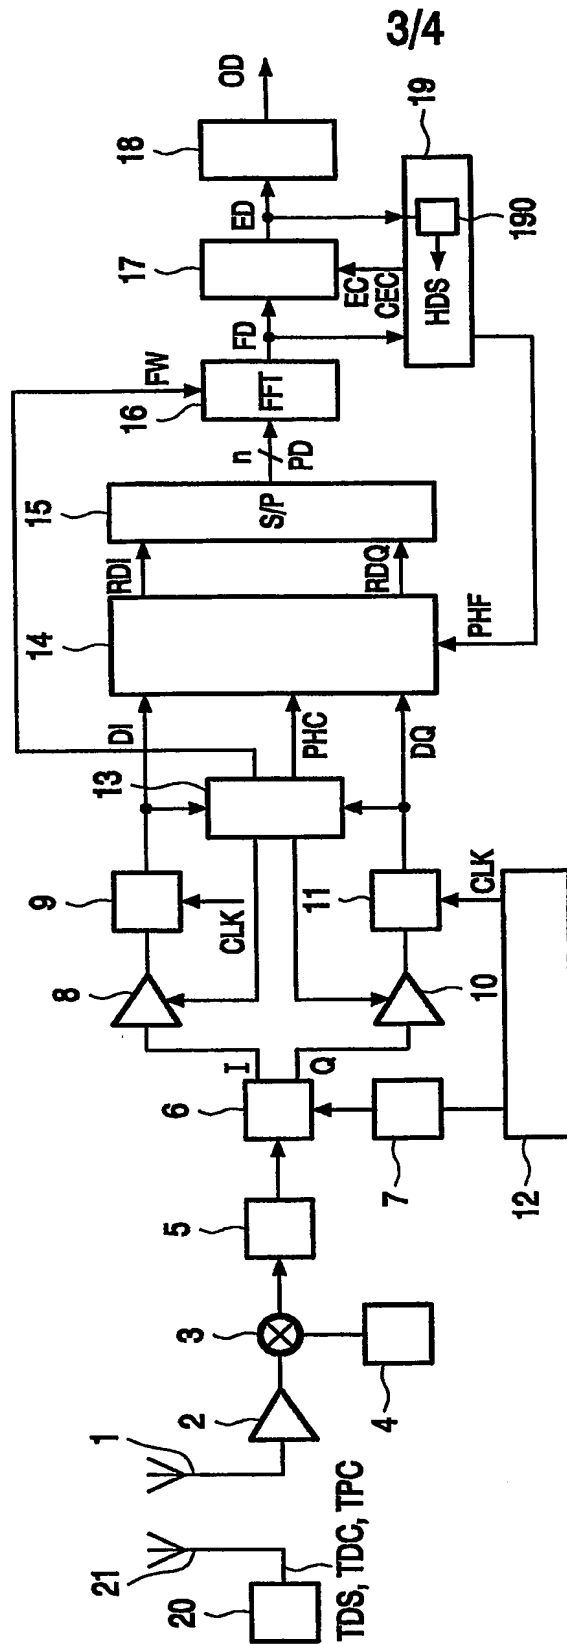 3/4
20
21
TDS, TDC, TPC
1
2
3
4
5
6
I
Q
7
8
9
CLK
10
11
CLK
12
13
DI
PHC
DQ
14
RDI
RDQ
PHF
15
S/P
n
PD
16
FFT
FW
FD
17
EC
CEC
ED
18
OD
19
190
HDS